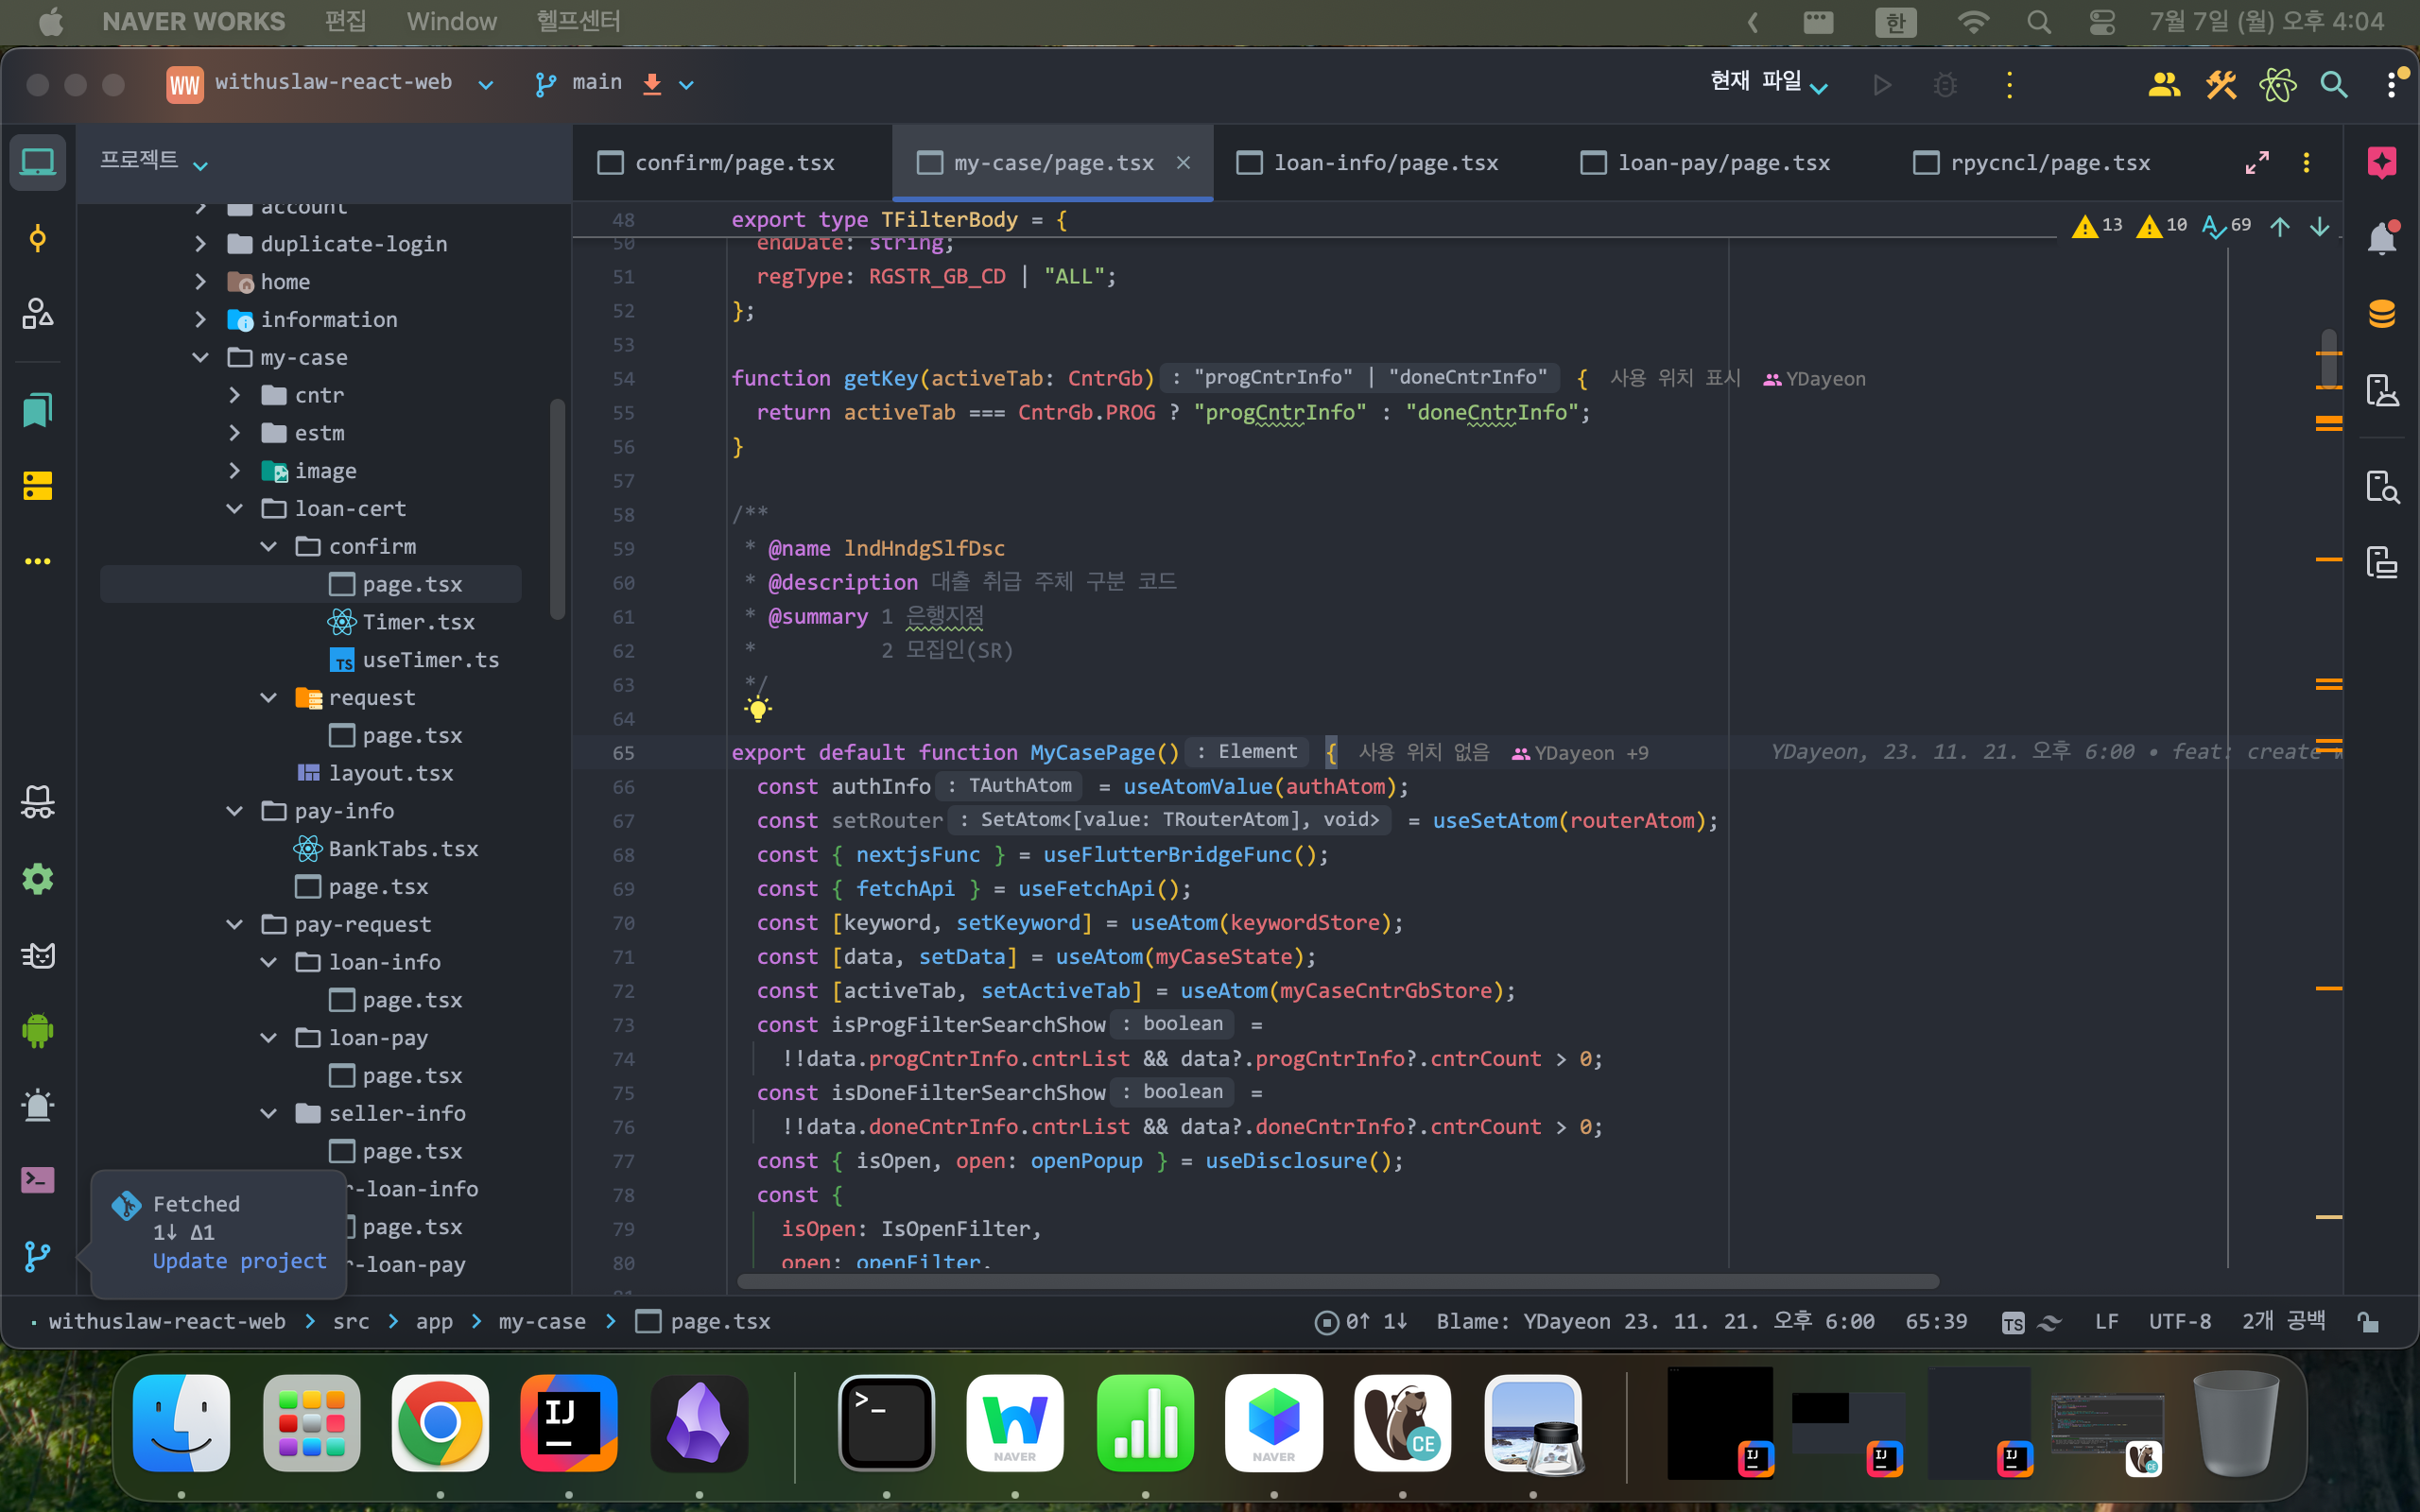 NAVER WORKS 편집 Window 헬프센터 한 7월 7일 (월) 오후 4:04
WW withuslaw-react-web main 현재 파일
프로젝트
confirm/page.tsx my-case/page.tsx loan-info/page.tsx loan-pay/page.tsx rpycncl/page.tsx
account
duplicate-login
home
information
my-case
cntr
estm
image
loan-cert
confirm
page.tsx
Timer.tsx
useTimer.ts
request
page.tsx
layout.tsx
pay-info
BankTabs.tsx
page.tsx
pay-request
loan-info
page.tsx
loan-pay
page.tsx
seller-info
page.tsx
r-loan-info
page.tsx
r-loan-pay
Fetched
1↓ Δ1
Update project
13 10 69
48 export type TFilterBody = {
50 endDate: string;
51 regType: RGSTR_GB_CD | "ALL";
52 };
53
54 function getKey(activeTab: CntrGb) : "progCntrInfo" | "doneCntrInfo" { 사용 위치 표시 YDayeon
55 return activeTab === CntrGb.PROG ? "progCntrInfo" : "doneCntrInfo";
56 }
57
58 /**
59 * @name lndHndgSlfDsc
60 * @description 대출 취급 주체 구분 코드
61 * @summary 1 은행지점
62 * 2 모집인(SR)
63 */
64
65 export default function MyCasePage() : Element { 사용 위치 없음 YDayeon +9 YDayeon, 23. 11. 21. 오후 6:00 • feat: create
66 const authInfo : TAuthAtom = useAtomValue(authAtom);
67 const setRouter : SetAtom<[value: TRouterAtom], void> = useSetAtom(routerAtom);
68 const { nextjsFunc } = useFlutterBridgeFunc();
69 const { fetchApi } = useFetchApi();
70 const [keyword, setKeyword] = useAtom(keywordStore);
71 const [data, setData] = useAtom(myCaseState);
72 const [activeTab, setActiveTab] = useAtom(myCaseCntrGbStore);
73 const isProgFilterSearchShow : boolean =
74 !!data.progCntrInfo.cntrList && data?.progCntrInfo?.cntrCount > 0;
75 const isDoneFilterSearchShow : boolean =
76 !!data.doneCntrInfo.cntrList && data?.doneCntrInfo?.cntrCount > 0;
77 const { isOpen, open: openPopup } = useDisclosure();
78 const {
79 isOpen: IsOpenFilter,
80 open: openFilter,
withuslaw-react-web > src > app > my-case > page.tsx 0↑ 1↓ Blame: YDayeon 23. 11. 21. 오후 6:00 65:39 TS LF UTF-8 2개 공백
IJ >_ NAVER NAVER CE IJ IJ IJ